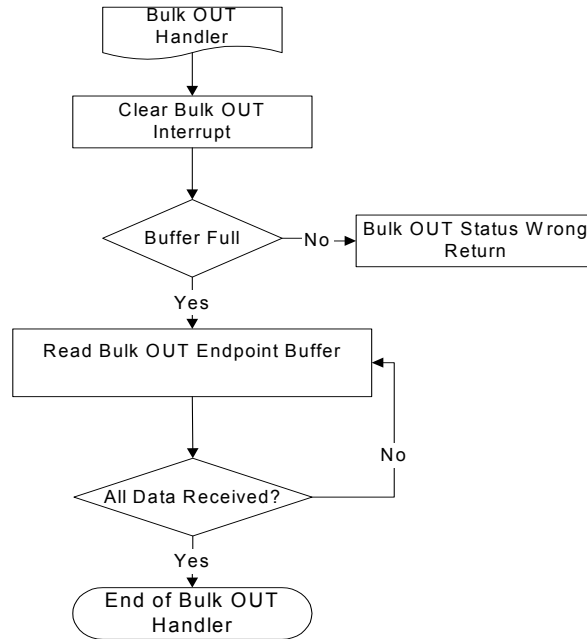 Bulk OUT
Handler
Clear Bulk OUT
Interrupt
Buffer Full
No
Bulk OUT Status Wrong
Return
Yes
Read Bulk OUT Endpoint Buffer
No
All Data Received?
Yes
End of Bulk OUT
Handler